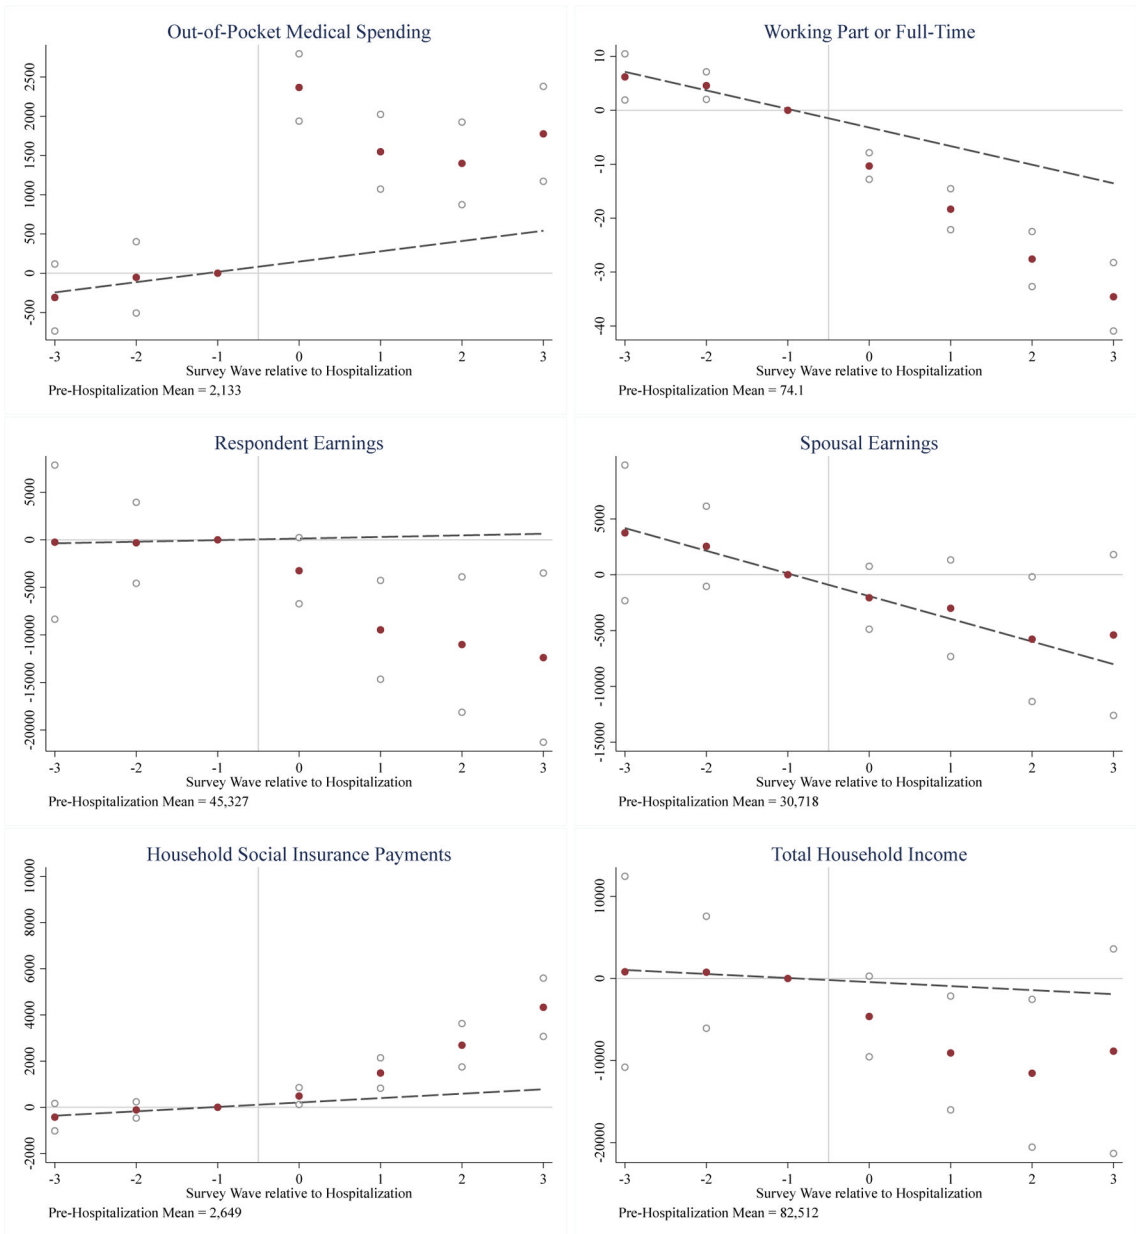 Out-of-Pocket Medical Spending
2500
2000
1500
1000
500
0
-500
-3 -2 -1 0 1 2 3
Survey Wave relative to Hospitalization
Pre-Hospitalization Mean = 2,133
Working Part or Full-Time
10
0
-10
-20
-30
-40
-3 -2 -1 0 1 2 3
Survey Wave relative to Hospitalization
Pre-Hospitalization Mean = 74.1
Respondent Earnings
5000
0
-5000
-10000
-15000
-20000
-3 -2 -1 0 1 2 3
Survey Wave relative to Hospitalization
Pre-Hospitalization Mean = 45,327
Spousal Earnings
5000
0
-5000
-10000
-15000
-3 -2 -1 0 1 2 3
Survey Wave relative to Hospitalization
Pre-Hospitalization Mean = 30,718
Household Social Insurance Payments
10000
8000
6000
4000
2000
0
-2000
-3 -2 -1 0 1 2 3
Survey Wave relative to Hospitalization
Pre-Hospitalization Mean = 2,649
Total Household Income
10000
0
-10000
-20000
-3 -2 -1 0 1 2 3
Survey Wave relative to Hospitalization
Pre-Hospitalization Mean = 82,512